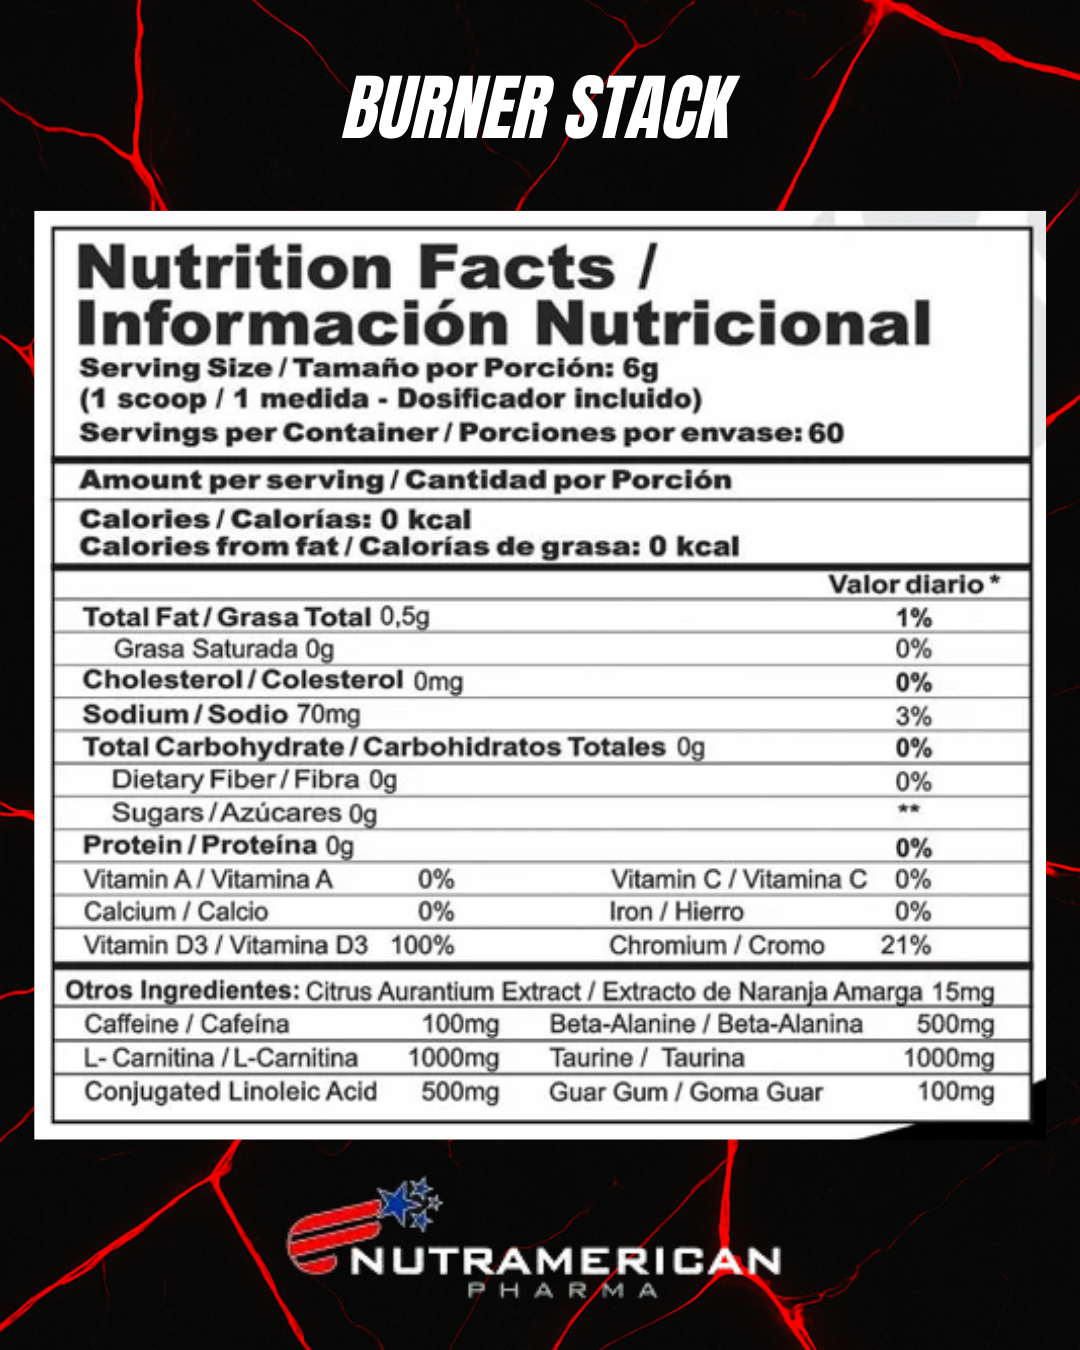 BURNER STACK
Nutrition Facts /
Información Nutricional
Serving Size / Tamaño por Porción: 6g
(1 scoop / 1 medida - Dosificador incluido)
Servings per Container / Porciones por envase: 60
Amount per serving / Cantidad por Porción
Calories / Calorías: 0 kcal
Calories from fat / Calorías de grasa: 0 kcal
Valor diario *
Total Fat / Grasa Total 0,5g 1%
Grasa Saturada 0g 0%
Cholesterol / Colesterol 0mg 0%
Sodium / Sodio 70mg 3%
Total Carbohydrate / Carbohidratos Totales 0g 0%
Dietary Fiber / Fibra 0g 0%
Sugars / Azúcares 0g **
Protein / Proteína 0g 0%
Vitamin A / Vitamina A 0% Vitamin C / Vitamina C 0%
Calcium / Calcio 0% Iron / Hierro 0%
Vitamin D3 / Vitamina D3 100% Chromium / Cromo 21%
Otros Ingredientes: Citrus Aurantium Extract / Extracto de Naranja Amarga 15mg
Caffeine / Cafeína 100mg Beta-Alanine / Beta-Alanina 500mg
L- Carnitina / L-Carnitina 1000mg Taurine / Taurina 1000mg
Conjugated Linoleic Acid 500mg Guar Gum / Goma Guar 100mg
NUTRAMERICAN
PHARMA